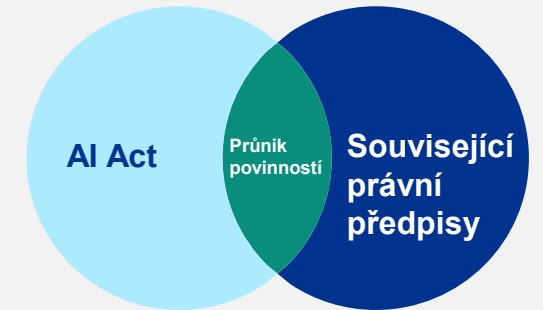 AI Act
Průnik
povinností
Související
právní
předpisy